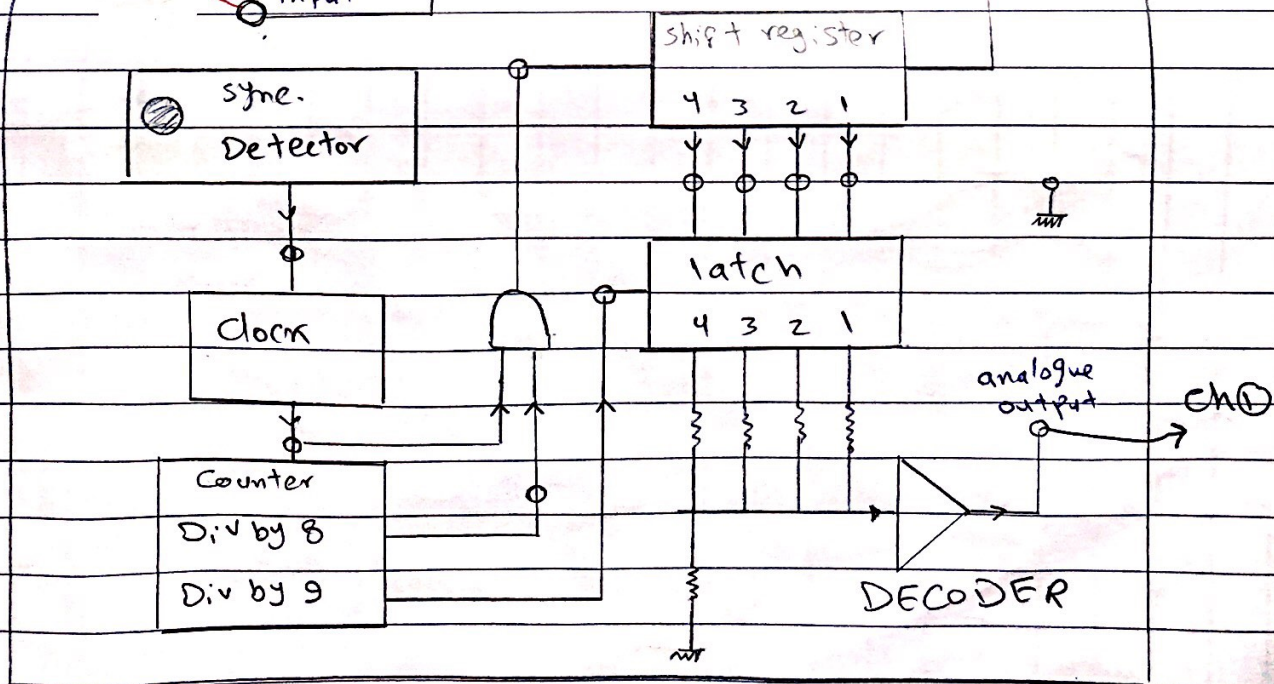 input
shift register
4 3 2 1
sync.
Detector
latch
4 3 2 1
Clock
analogue
output
Ch①
Counter
Div by 8
Div by 9
DECODER